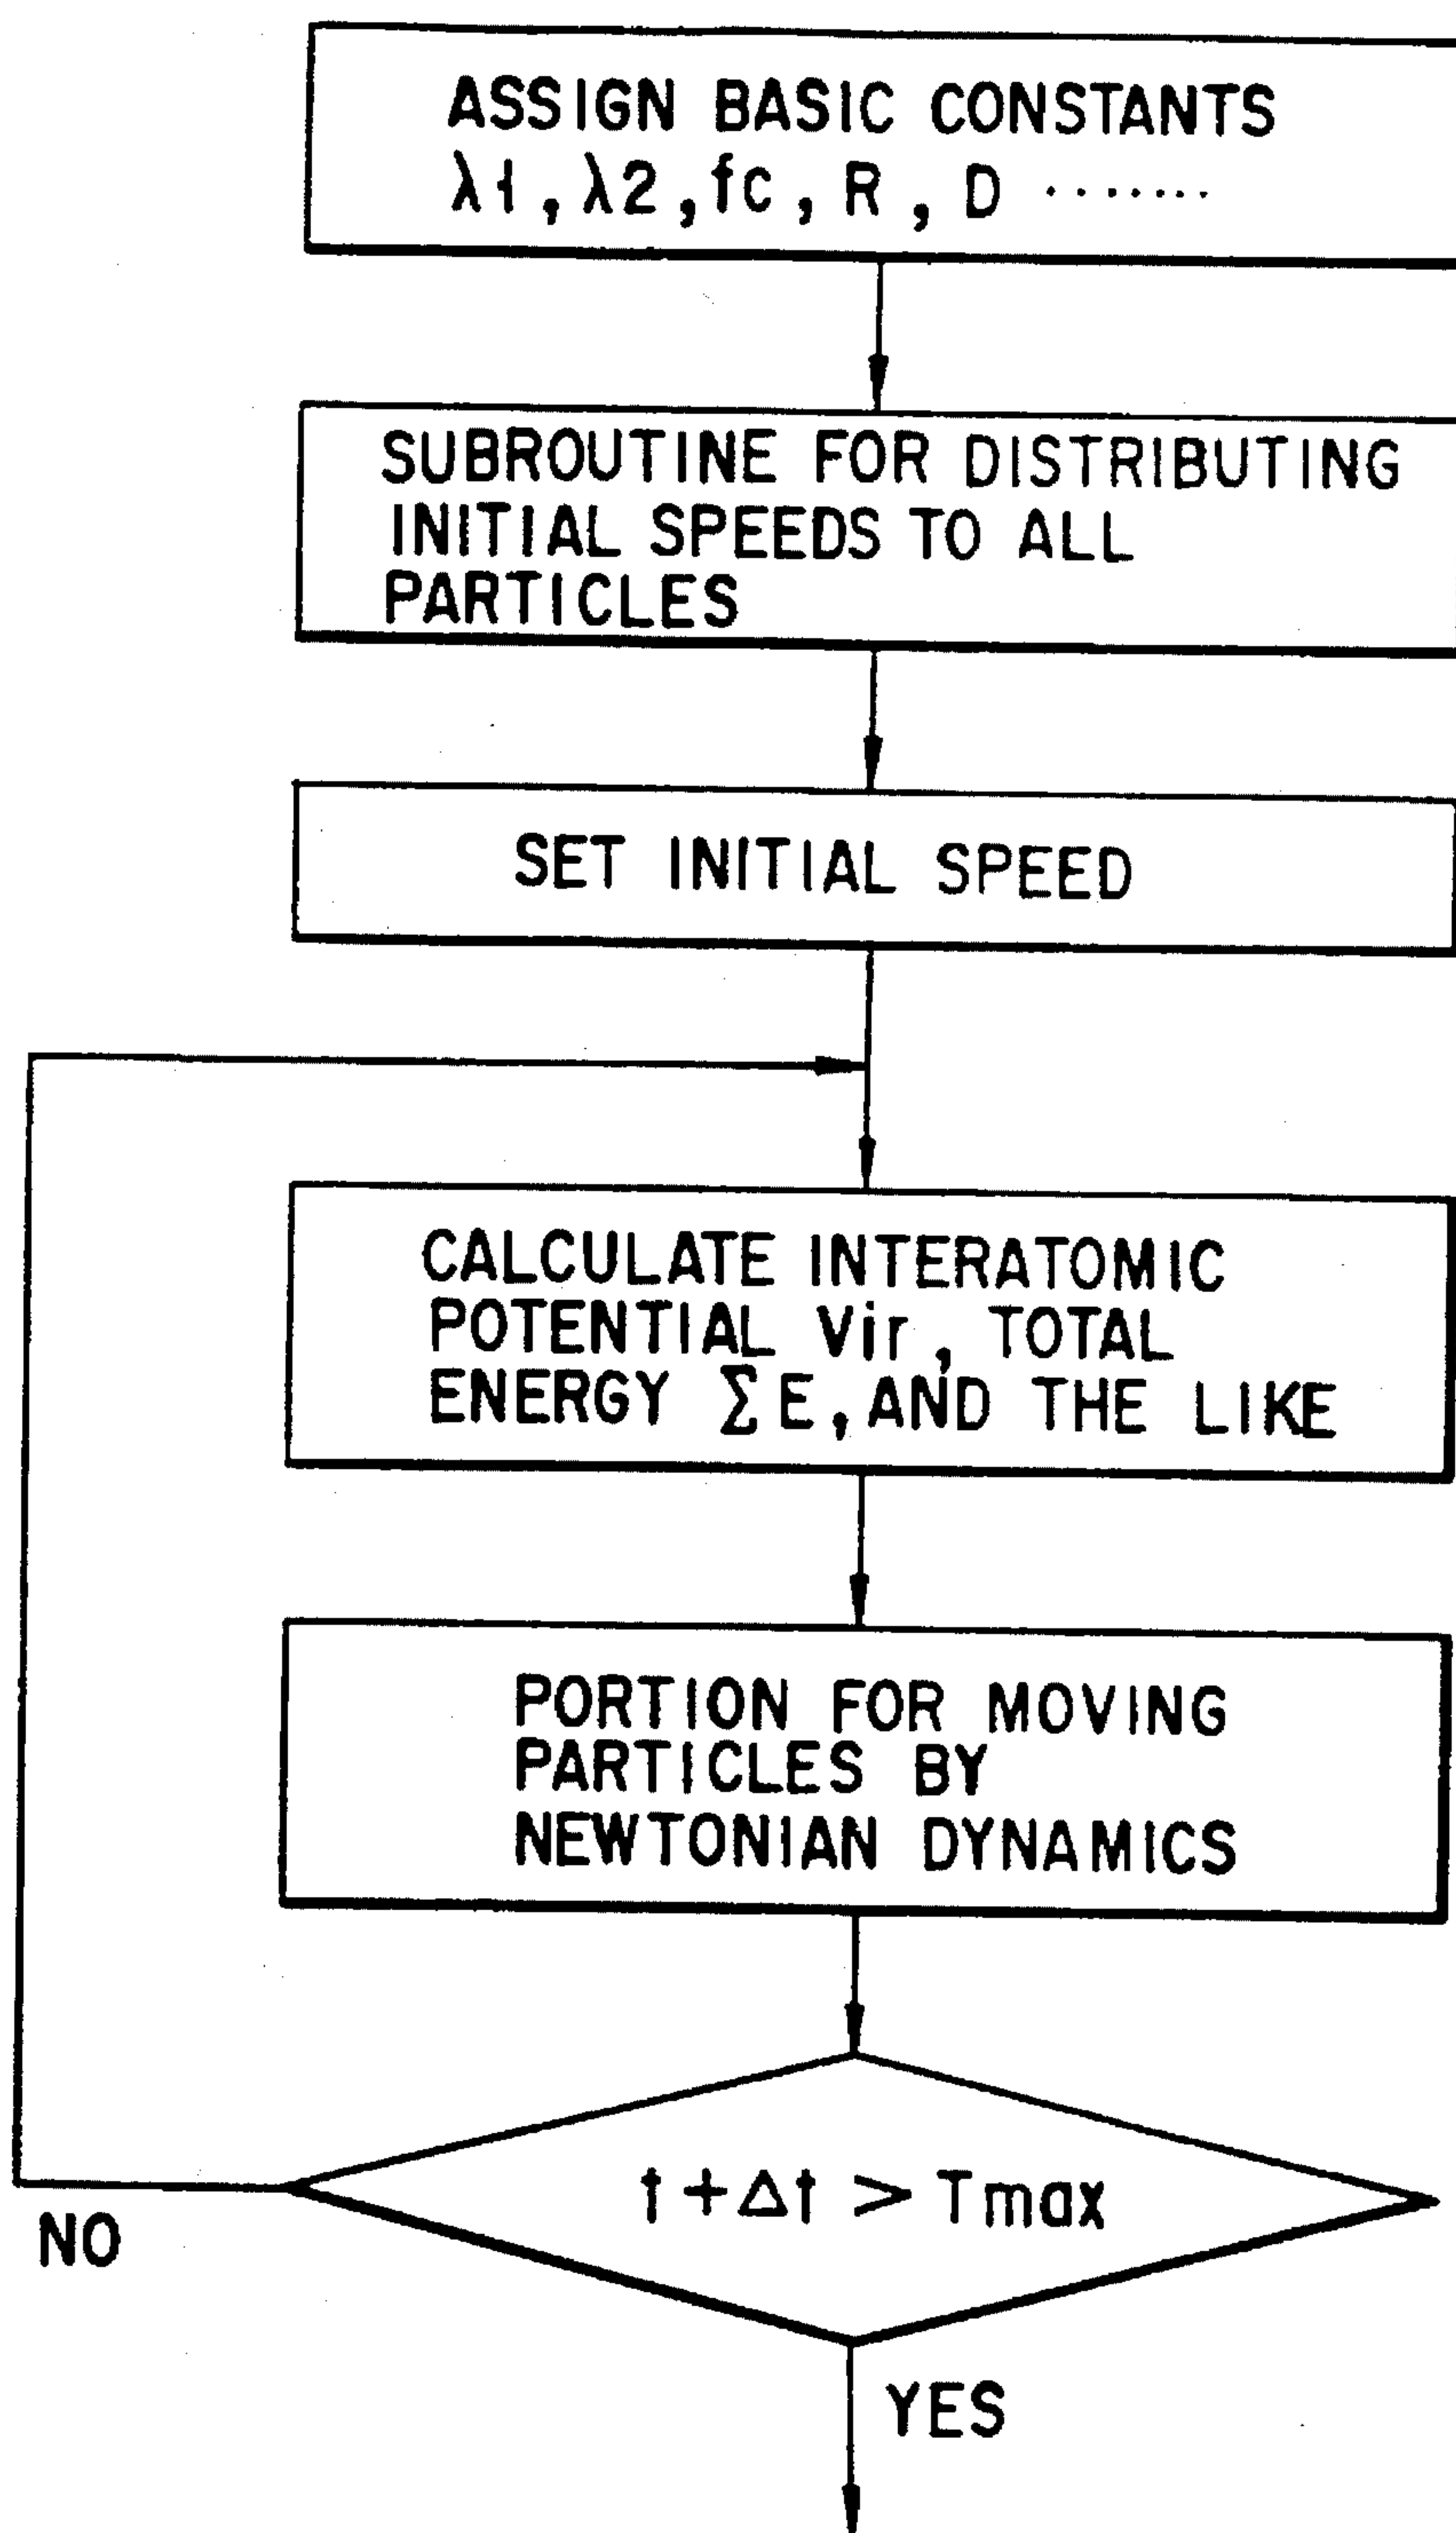 ASSIGN BASIC CONSTANTS
λ1, λ2, fc, R, D .......
SUBROUTINE FOR DISTRIBUTING
INITIAL SPEEDS TO ALL
PARTICLES
SET INITIAL SPEED
CALCULATE INTERATOMIC
POTENTIAL Vir, TOTAL
ENERGY ΣE, AND THE LIKE
PORTION FOR MOVING
PARTICLES BY
NEWTONIAN DYNAMICS
t+Δt > Tmax
NO
YES